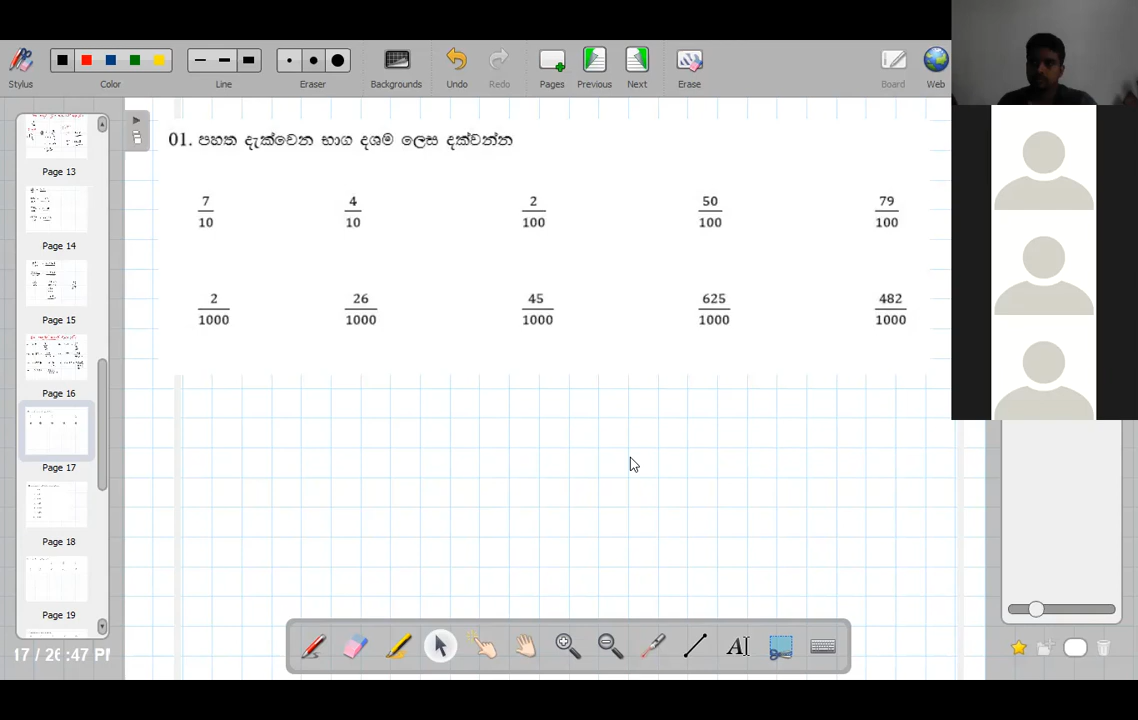 Stylus
Color
Line
Eraser
Backgrounds
Undo
Redo
Pages
Previous
Next
Erase
Board
Web
Page 13
Page 14
Page 15
Page 16
Page 17
Page 18
Page 19
01. පහත දැක්වෙන භාග දශම ලෙස දක්වන්න
7/10 4/10 2/100 50/100 79/100
2/1000 26/1000 45/1000 625/1000 482/1000